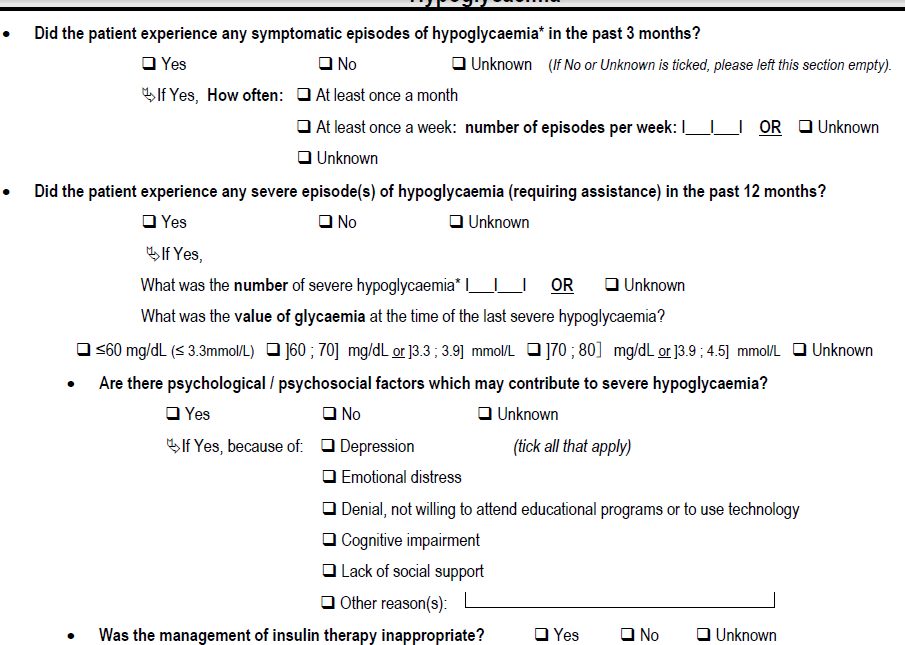 • Did the patient experience any symptomatic episodes of hypoglycaemia* in the past 3 months?
❑ Yes ❑ No ❑ Unknown (If No or Unknown is ticked, please left this section empty).
↳If Yes, How often: ❑ At least once a month
❑ At least once a week: number of episodes per week: I__I__I OR ❑ Unknown
❑ Unknown
• Did the patient experience any severe episode(s) of hypoglycaemia (requiring assistance) in the past 12 months?
❑ Yes ❑ No ❑ Unknown
↳If Yes,
What was the number of severe hypoglycaemia* I__I__I OR ❑ Unknown
What was the value of glycaemia at the time of the last severe hypoglycaemia?
❑ ≤60 mg/dL (≤ 3.3mmol/L) ❑ ]60 ; 70] mg/dL or ]3.3 ; 3.9] mmol/L ❑ ]70 ; 80] mg/dL or ]3.9 ; 4.5] mmol/L ❑ Unknown
• Are there psychological / psychosocial factors which may contribute to severe hypoglycaemia?
❑ Yes ❑ No ❑ Unknown
↳If Yes, because of: ❑ Depression (tick all that apply)
❑ Emotional distress
❑ Denial, not willing to attend educational programs or to use technology
❑ Cognitive impairment
❑ Lack of social support
❑ Other reason(s):
• Was the management of insulin therapy inappropriate? ❑ Yes ❑ No ❑ Unknown